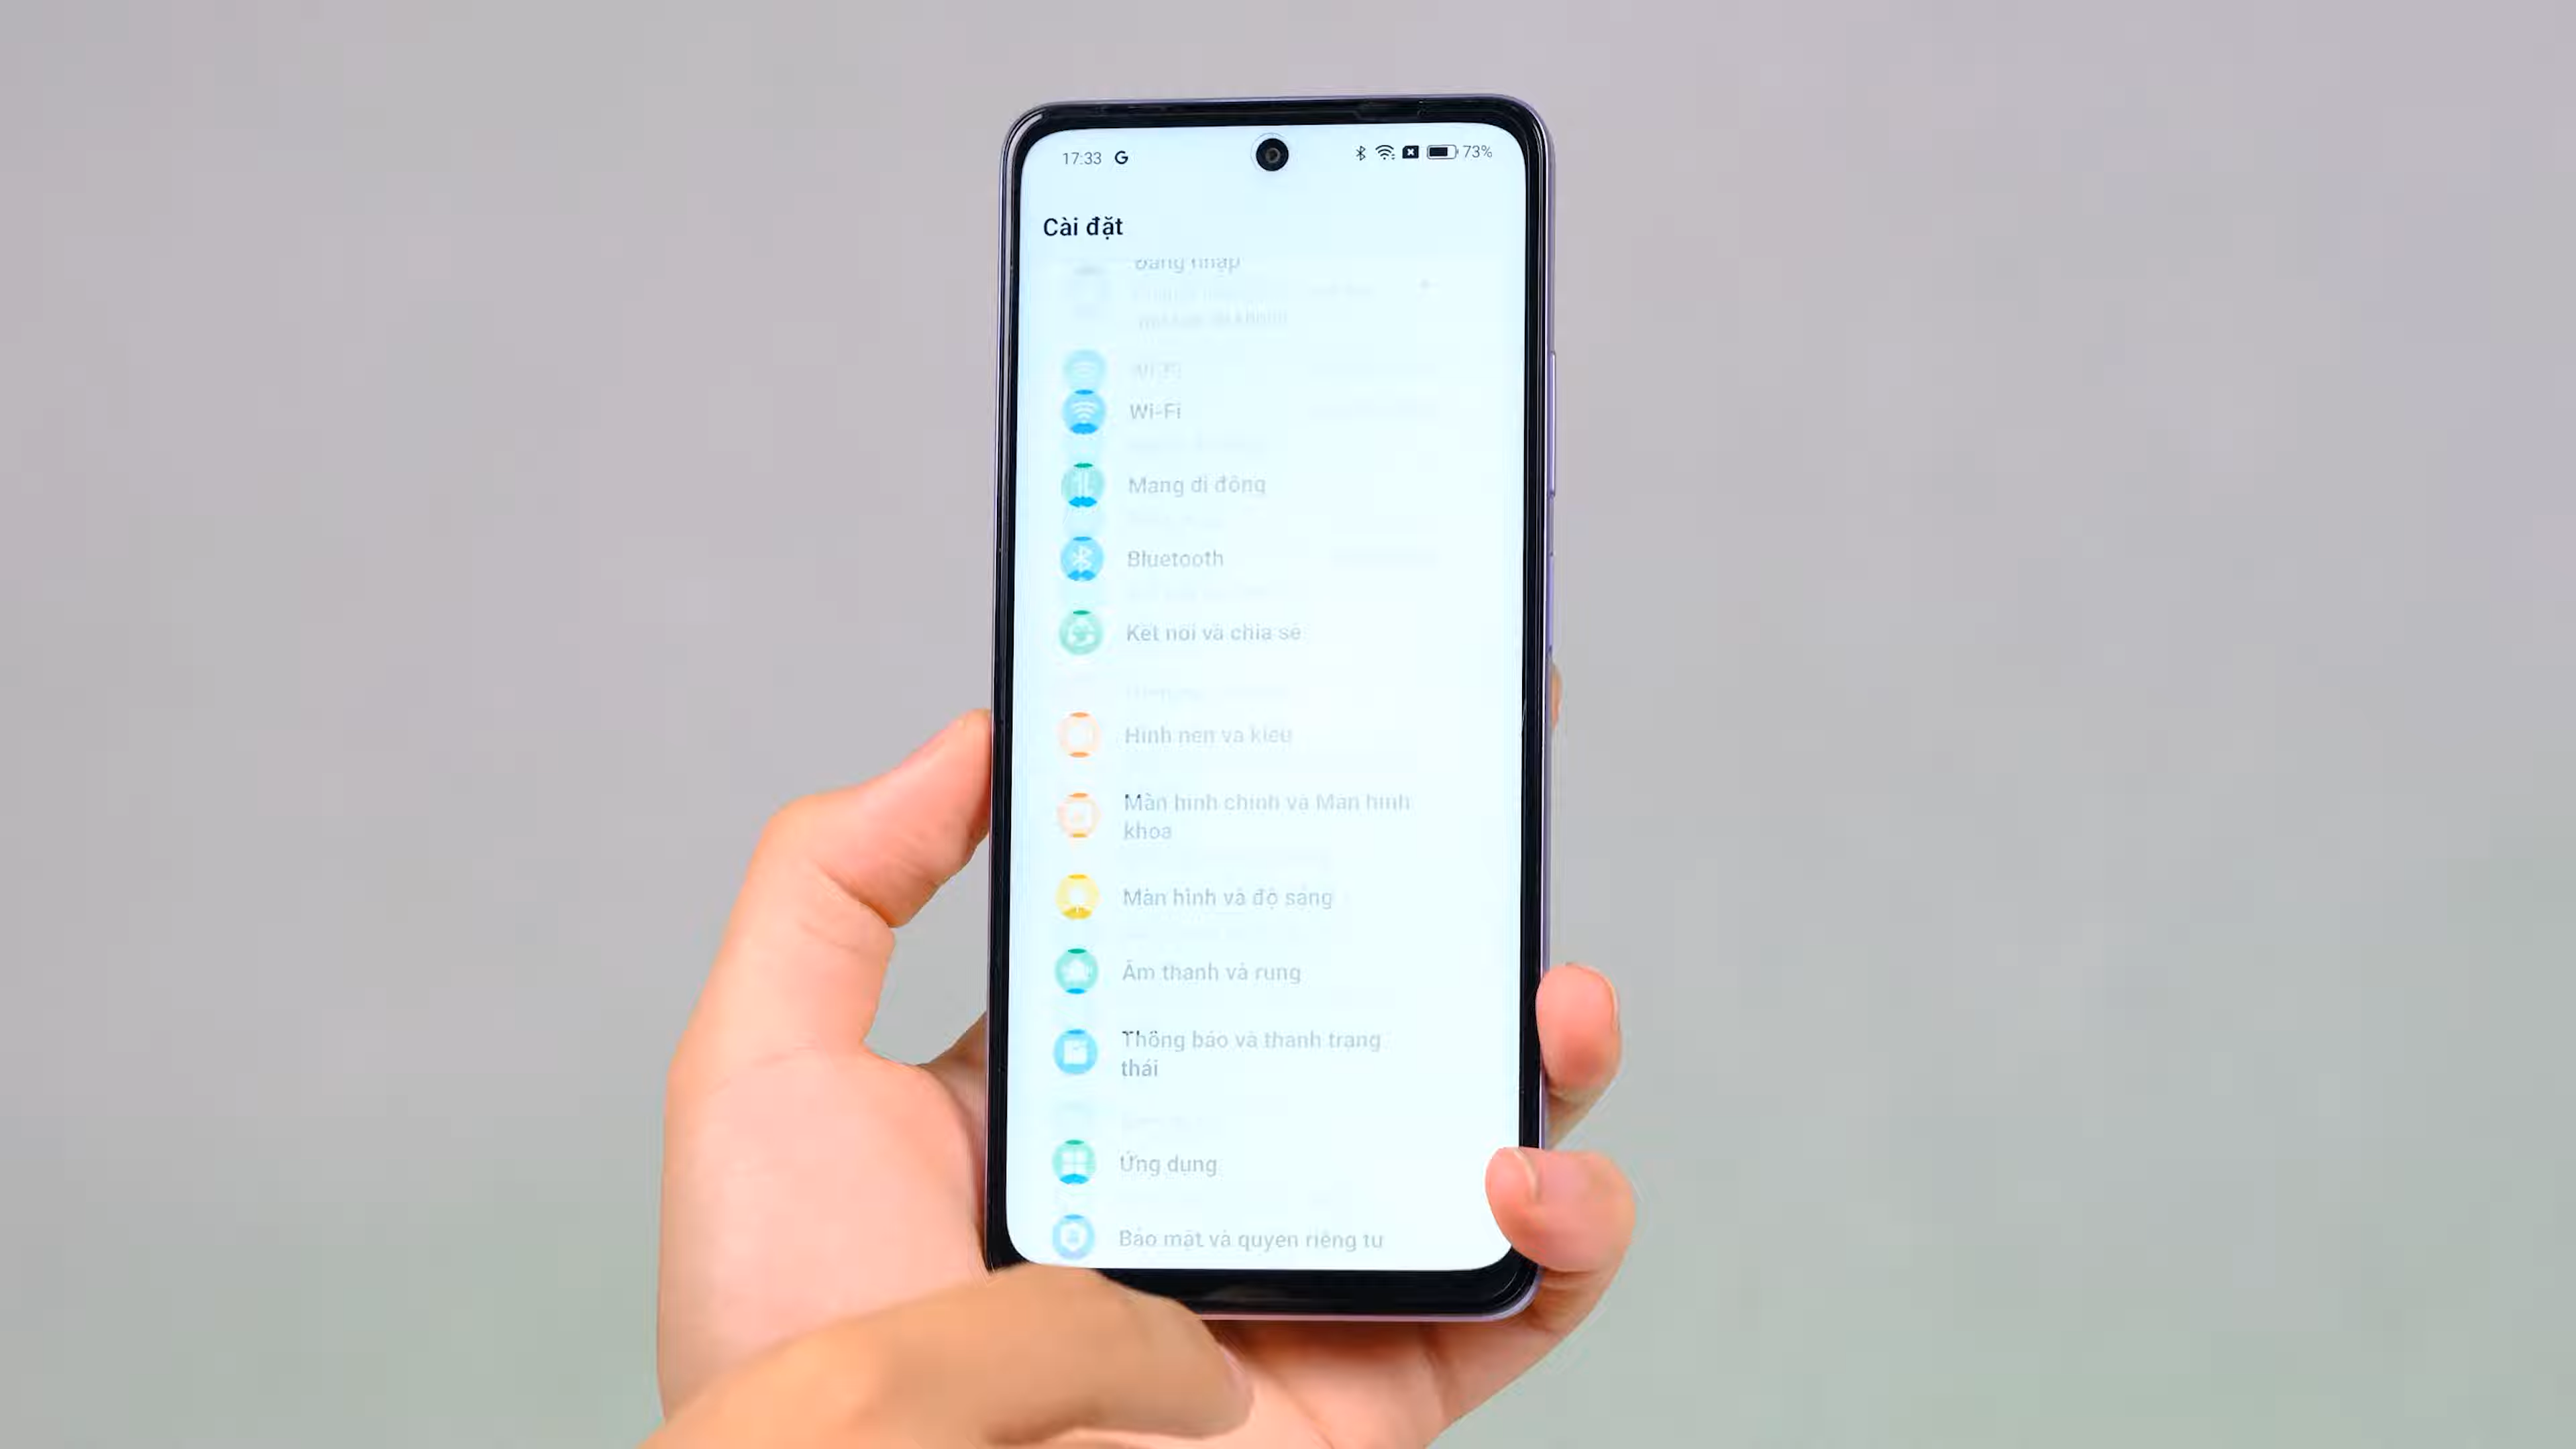 17:33 G
73%
Cài đặt
Đăng nhập
Wi-Fi
Mạng di động
Bluetooth
Kết nối và chia sẻ
Hình nền và kiểu
Màn hình chính và Màn hình
khóa
Màn hình và độ sáng
Âm thanh và rung
Thông báo và thanh trạng
thái
Ứng dụng
Bảo mật và quyền riêng tư